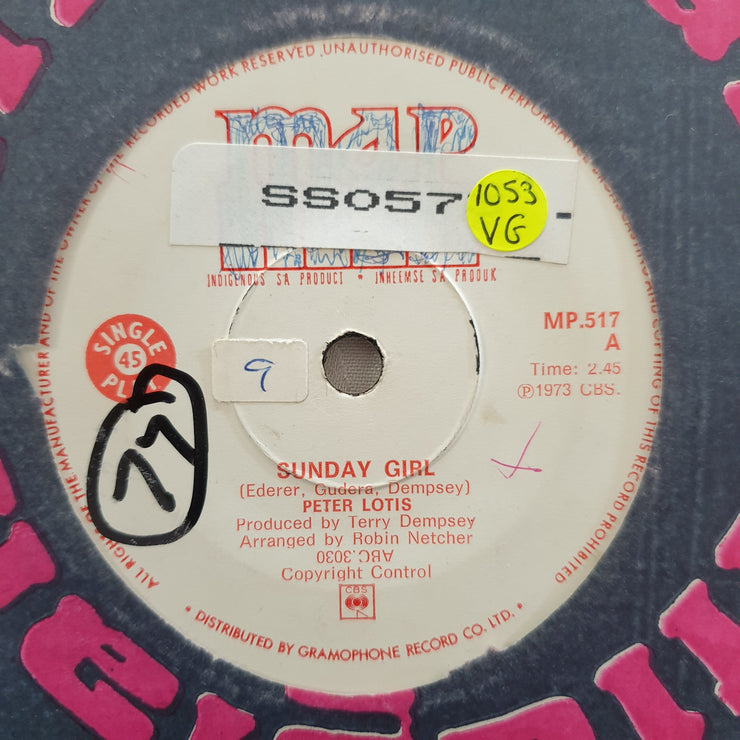 ALL RIGHTS OF THE MANUFACTURER AND OF THE OWNER OF THE RECORDED WORK RESERVED. UNAUTHORISED PUBLIC PERFORMANCE, BROADCASTING AND COPYING OF THIS RECORD PROHIBITED
MAP
SS057
1053
VG
INDIGENOUS SA PRODUCT • INHEEMSE SA PRODUK
MP.517
A
SINGLE
45
PLAY
Time: 2.45
℗1973 CBS.
9
77
SUNDAY GIRL
(Ederer, Gudera, Dempsey)
PETER LOTIS
Produced by Terry Dempsey
Arranged by Robin Netcher
ABC.3030
Copyright Control
CBS
• DISTRIBUTED BY GRAMOPHONE RECORD CO. LTD. •